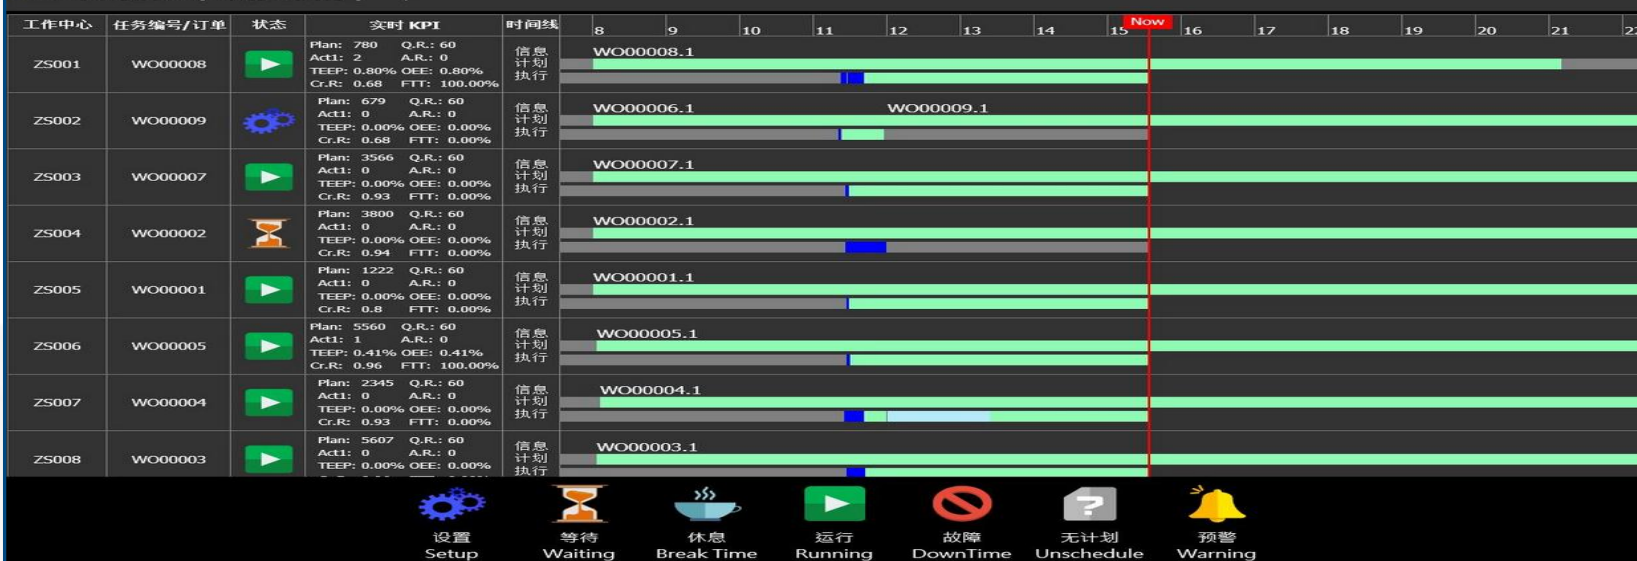 工作中心 任务编号/订单 状态 实时 KPI 时间线 8 9 10 11 12 13 14 15 Now 16 17 18 19 20 21 22
ZS001 WO00008
Plan: 780 Q.R.: 60
Act1: 2 A.R.: 0
TEEP: 0.80% OEE: 0.80%
Cr.R: 0.68 FTT: 100.00%
信息
计划
执行
WO00008.1
ZS002 WO00009
Plan: 679 Q.R.: 60
Act1: 0 A.R.: 0
TEEP: 0.00% OEE: 0.00%
Cr.R: 0.68 FTT: 0.00%
信息
计划
执行
WO00006.1 WO00009.1
ZS003 WO00007
Plan: 3566 Q.R.: 60
Act1: 0 A.R.: 0
TEEP: 0.00% OEE: 0.00%
Cr.R: 0.93 FTT: 0.00%
信息
计划
执行
WO00007.1
ZS004 WO00002
Plan: 3800 Q.R.: 60
Act1: 0 A.R.: 0
TEEP: 0.00% OEE: 0.00%
Cr.R: 0.94 FTT: 0.00%
信息
计划
执行
WO00002.1
ZS005 WO00001
Plan: 1222 Q.R.: 60
Act1: 0 A.R.: 0
TEEP: 0.00% OEE: 0.00%
Cr.R: 0.8 FTT: 0.00%
信息
计划
执行
WO00001.1
ZS006 WO00005
Plan: 5560 Q.R.: 60
Act1: 1 A.R.: 0
TEEP: 0.41% OEE: 0.41%
Cr.R: 0.96 FTT: 100.00%
信息
计划
执行
WO00005.1
ZS007 WO00004
Plan: 2345 Q.R.: 60
Act1: 0 A.R.: 0
TEEP: 0.00% OEE: 0.00%
Cr.R: 0.93 FTT: 0.00%
信息
计划
执行
WO00004.1
ZS008 WO00003
Plan: 5607 Q.R.: 60
Act1: 0 A.R.: 0
TEEP: 0.00% OEE: 0.00%
信息
计划
执行
WO00003.1
设置 等待 休息 运行 故障 无计划 预警
Setup Waiting Break Time Running DownTime Unschedule Warning